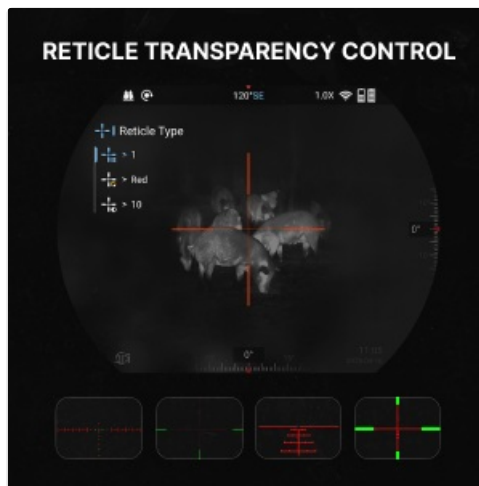 RETICLE TRANSPARENCY CONTROL
120°SE
1.0X
Reticle Type
> 1
> Red
> 10
0°
0°